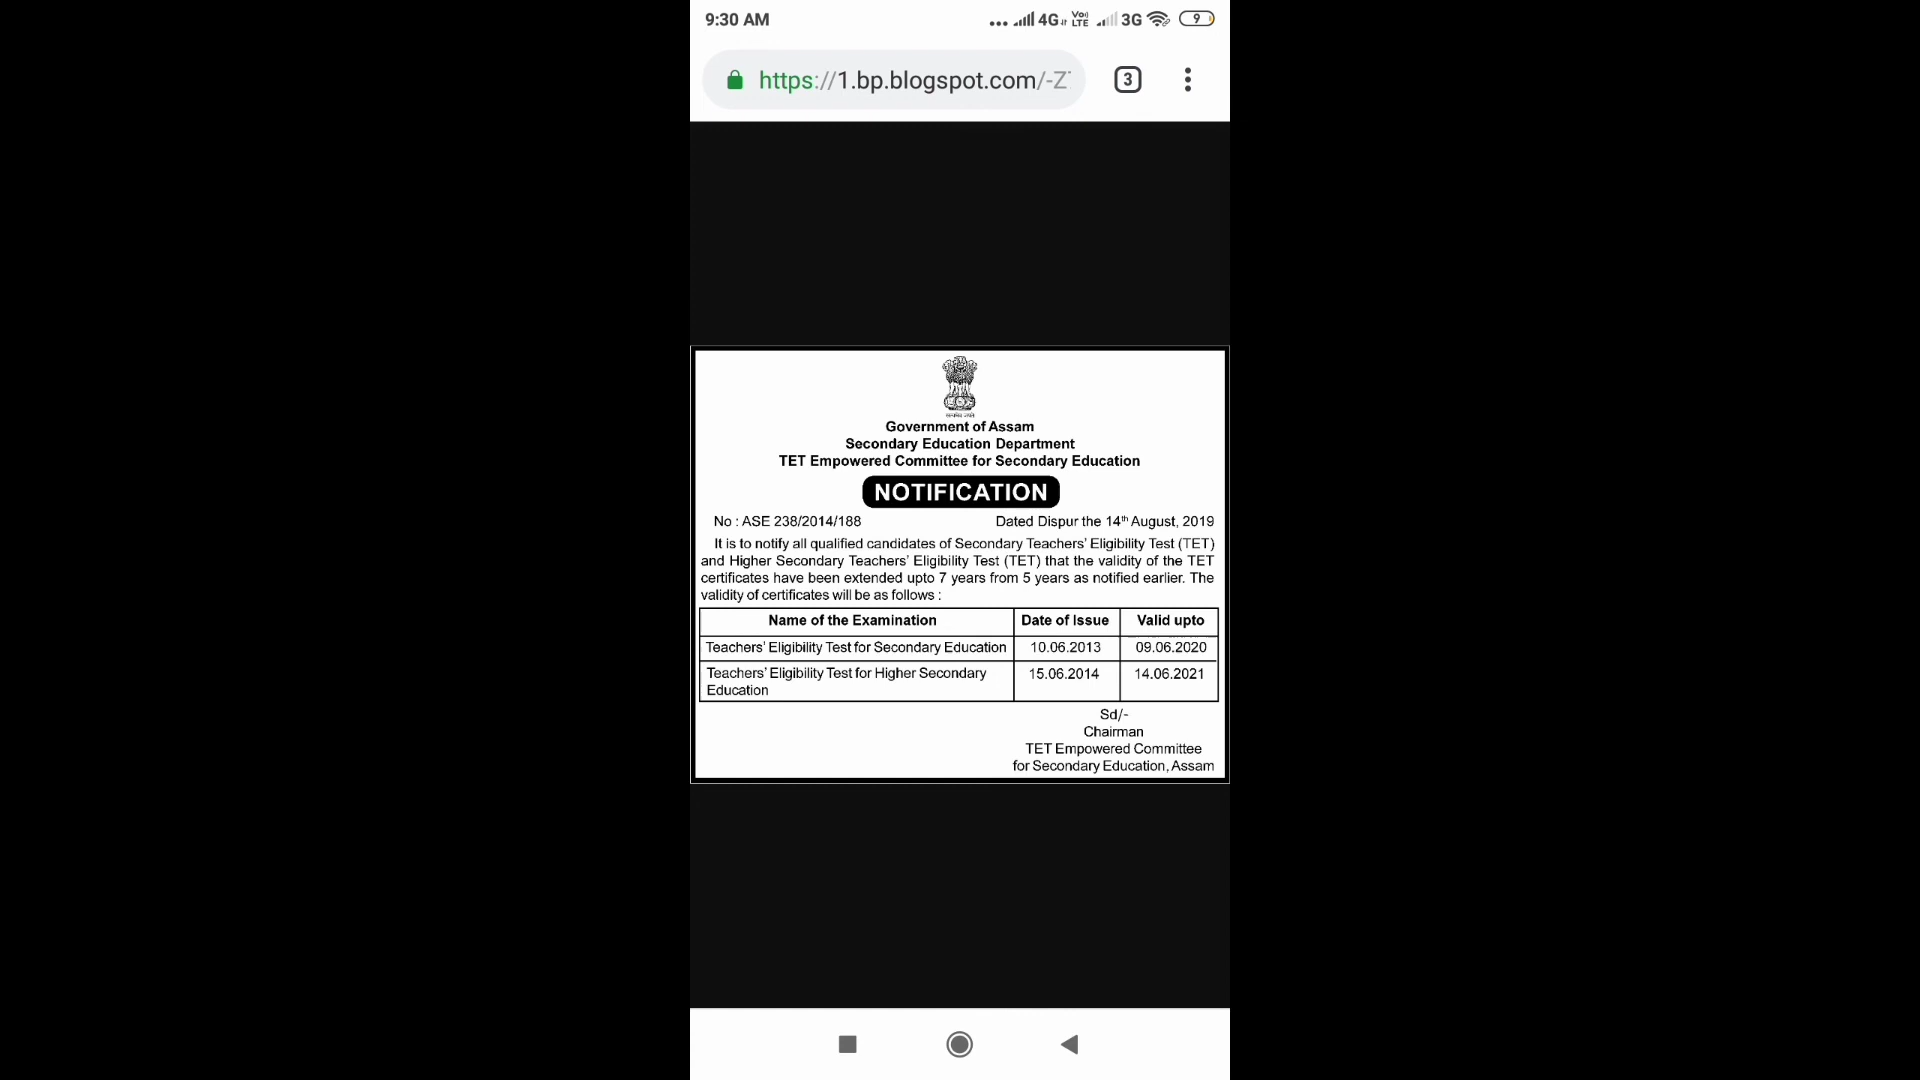 9:30 AM
4G Vo) LTE 3G 9
https://1.bp.blogspot.com/-Z
3
Government of Assam
Secondary Education Department
TET Empowered Committee for Secondary Education
NOTIFICATION
No : ASE 238/2014/188 Dated Dispur the 14th August, 2019
It is to notify all qualified candidates of Secondary Teachers' Eligibility Test (TET)
and Higher Secondary Teachers' Eligibility Test (TET) that the validity of the TET
certificates have been extended upto 7 years from 5 years as notified earlier. The
validity of certificates will be as follows :
Name of the Examination Date of Issue Valid upto
Teachers' Eligibility Test for Secondary Education 10.06.2013 09.06.2020
Teachers' Eligibility Test for Higher Secondary 15.06.2014 14.06.2021
Education
Sd/-
Chairman
TET Empowered Committee
for Secondary Education, Assam